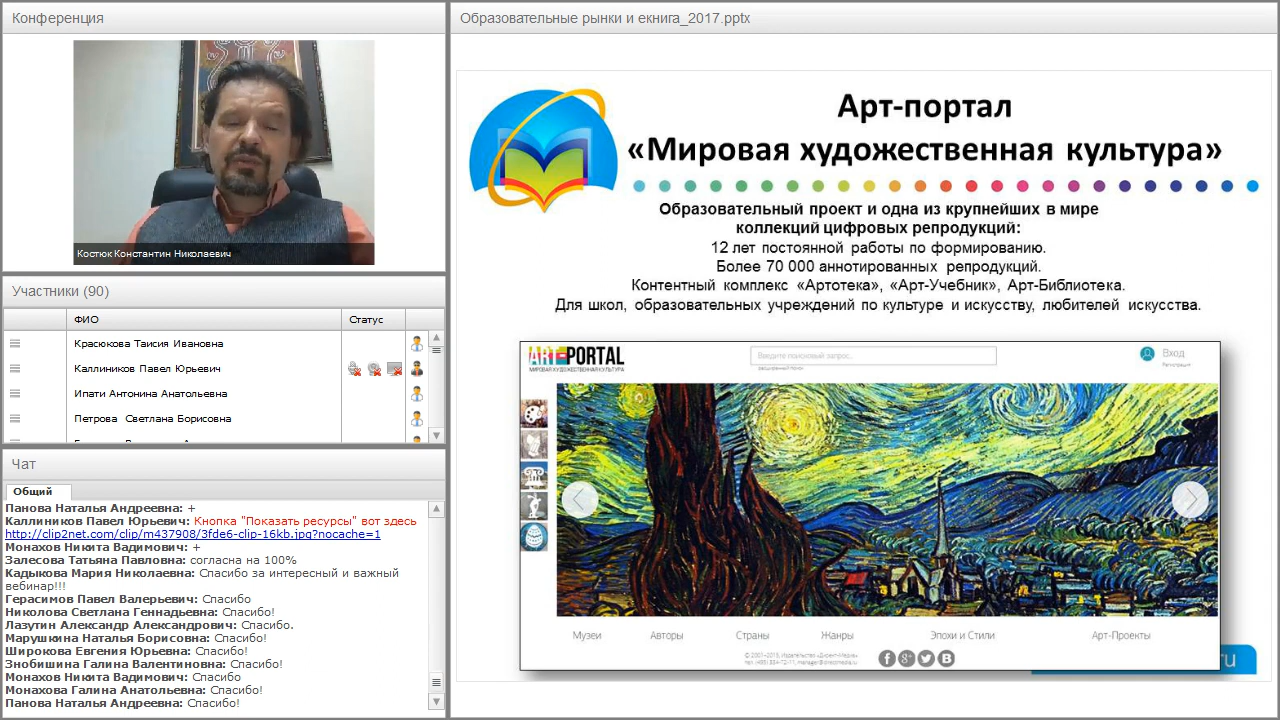 Конференция
Костюк Константин Николаевич
Участники (90)
ФИО Статус
Красюкова Таисия Ивановна
Каллиников Павел Юрьевич
Ипати Антонина Анатольевна
Петрова Светлана Борисовна
Чат
Общий
Панова Наталья Андреевна: +
Каллиников Павел Юрьевич: Кнопка "Показать ресурсы" вот здесь
http://clip2net.com/clip/m437908/3fde6-clip-16kb.jpg?nocache=1
Монахов Никита Вадимович: +
Залесова Татьяна Павловна: согласна на 100%
Кадыкова Мария Николаевна: Спасибо за интересный и важный
вебинар!!!
Герасимов Павел Валерьевич: Спасибо
Николова Светлана Геннадьевна: Спасибо!
Лазутин Александр Александрович: Спасибо.
Марушкина Наталья Борисовна: Спасибо!
Широкова Евгения Юрьевна: Спасибо!
Знобишина Галина Валентиновна: Спасибо!
Монахов Никита Вадимович: Спасибо
Монахова Галина Анатольевна: Спасибо!
Панова Наталья Андреевна: Спасибо!
Образовательные рынки и екнига_2017.pptx
Арт-портал
«Мировая художественная культура»
Образовательный проект и одна из крупнейших в мире
коллекций цифровых репродукций:
12 лет постоянной работы по формированию.
Более 70 000 аннотированных репродукций.
Контентный комплекс «Артотека», «Арт-Учебник», Арт-Библиотека.
Для школ, образовательных учреждений по культуре и искусству, любителей искусства.
ART-PORTAL
МИРОВАЯ ХУДОЖЕСТВЕННАЯ КУЛЬТУРА
Введите поисковый запрос...
расширенный поиск
Вход
Регистрация
Музеи Авторы Страны Жанры Эпохи и Стили Арт-Проекты
ru